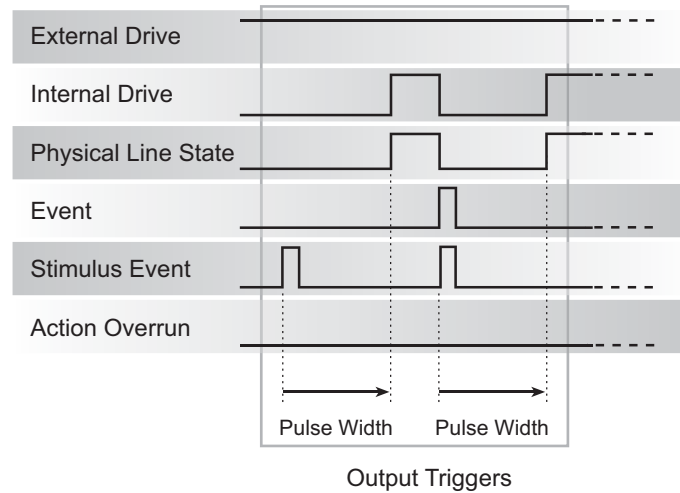 External Drive
Internal Drive
Physical Line State
Event
Stimulus Event
Action Overrun
Pulse Width Pulse Width
Output Triggers